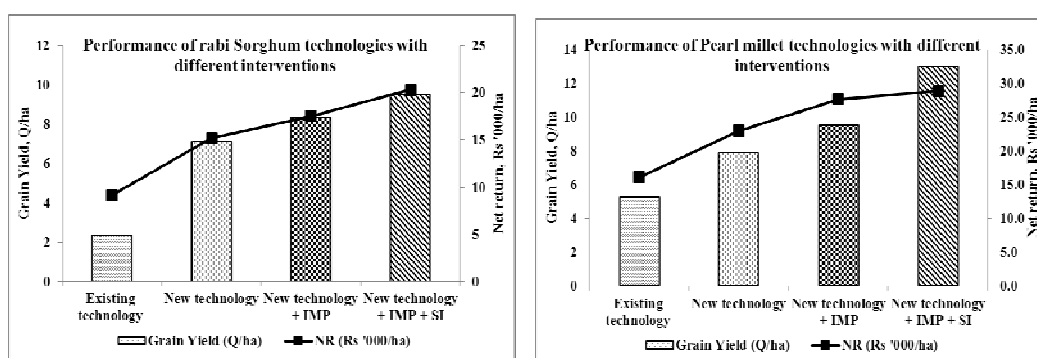 Performance of rabi Sorghum technologies with
different interventions
12
10
8
6
4
2
0
Grain Yield, Q/ha
25
20
15
10
5
0
Net return, Rs '000/ha
Existing New technology New technology New technology
technology + IMP + IMP + SI
Grain Yield (Q/ha) NR (Rs '000/ha)
Performance of Pearl millet technologies with different
interventions
14
12
10
8
6
4
2
0
Grain Yield, Q/ha
35.0
30.0
25.0
20.0
15.0
10.0
5.0
0.0
Net return, Rs '000/ha
Existing New technology New technology New technology
technology + IMP + IMP + SI
Grain Yield (Q/ha) NR (Rs '000/ha)